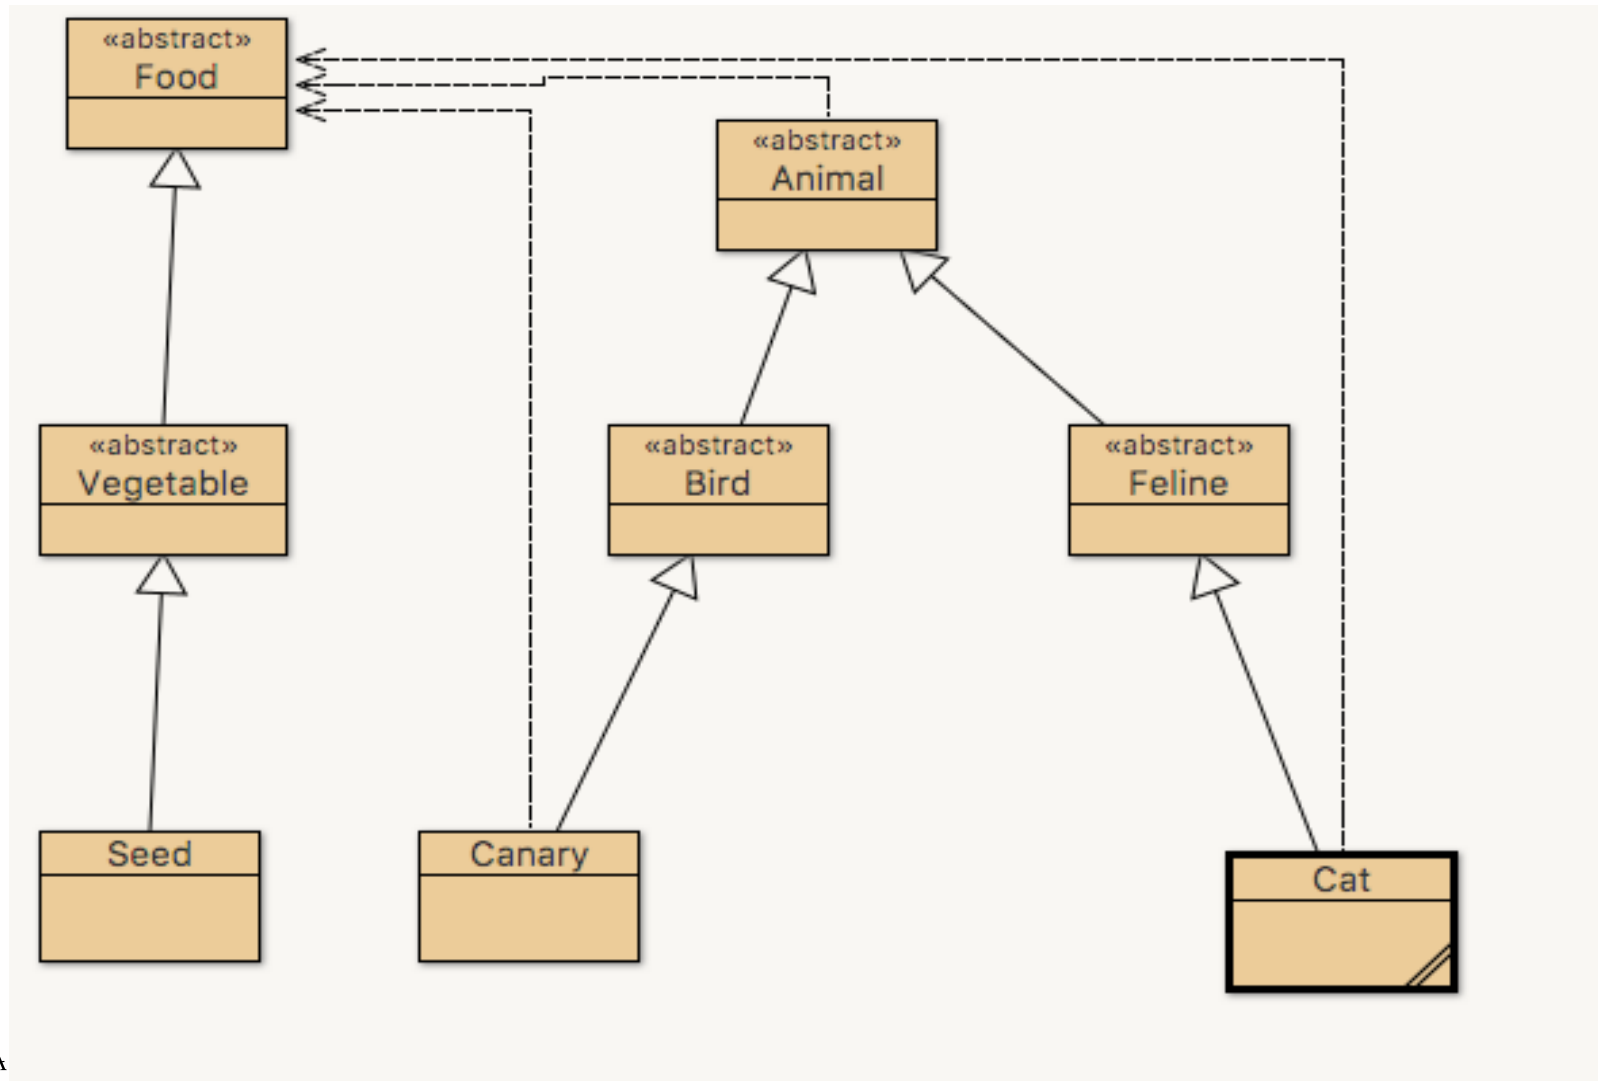 «abstract»
Food
«abstract»
Animal
«abstract»
Vegetable
«abstract»
Bird
«abstract»
Feline
Seed
Canary
Cat